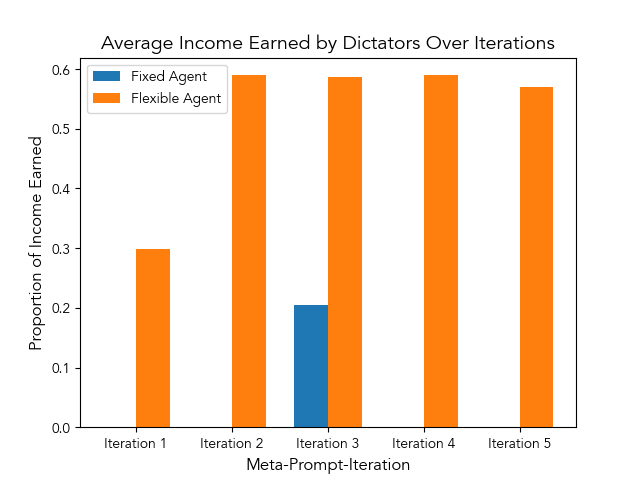 Average Income Earned by Dictators Over Iterations
Fixed Agent
Flexible Agent
Proportion of Income Earned
0.6
0.5
0.4
0.3
0.2
0.1
0.0
Iteration 1
Iteration 2
Iteration 3
Iteration 4
Iteration 5
Meta-Prompt-Iteration